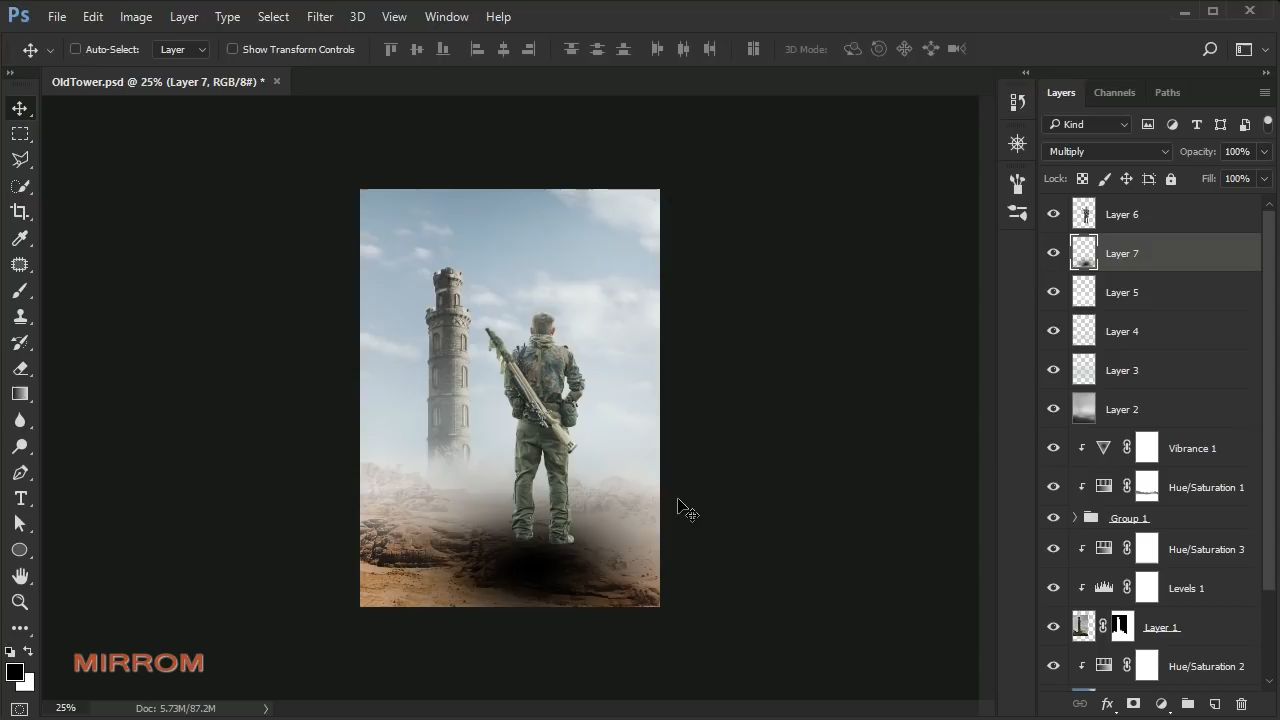 Ps File Edit Image Layer Type Select Filter 3D View Window Help
Auto-Select: Layer Show Transform Controls 3D Mode:
OldTower.psd @ 25% (Layer 7, RGB/8#) * ×
Layers Channels Paths
Kind
Multiply Opacity: 100%
Lock: Fill: 100%
Layer 6
Layer 7
Layer 5
Layer 4
Layer 3
Layer 2
Vibrance 1
Hue/Saturation 1
Group 1
Hue/Saturation 3
Levels 1
Layer 1
Hue/Saturation 2
MIRROM
25% Doc: 5.73M/87.2M
fx